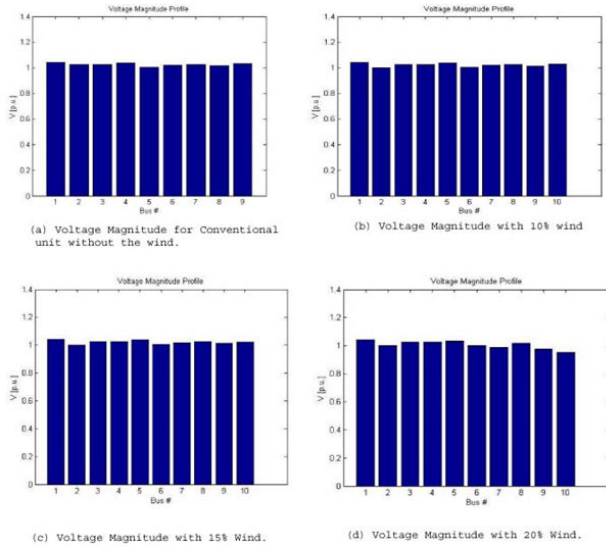 Voltage Magnitude Profile
1.4
1.2
1
0.8
0.6
0.4
0.2
0
V [p.u.]
1 2 3 4 5 6 7 8 9
Bus #
(a) Voltage Magnitude for Conventional
unit without the wind.
Voltage Magnitude Profile
1.4
1.2
1
0.8
0.6
0.4
0.2
0
V [p.u.]
1 2 3 4 5 6 7 8 9 10
Bus #
(b) Voltage Magnitude with 10% wind
Voltage Magnitude Profile
1.4
1.2
1
0.8
0.6
0.4
0.2
0
V [p.u.]
1 2 3 4 5 6 7 8 9 10
Bus #
(c) Voltage Magnitude with 15% Wind.
Voltage Magnitude Profile
1.4
1.2
1
0.8
0.6
0.4
0.2
0
V [p.u.]
1 2 3 4 5 6 7 8 9 10
Bus #
(d) Voltage Magnitude with 20% Wind.